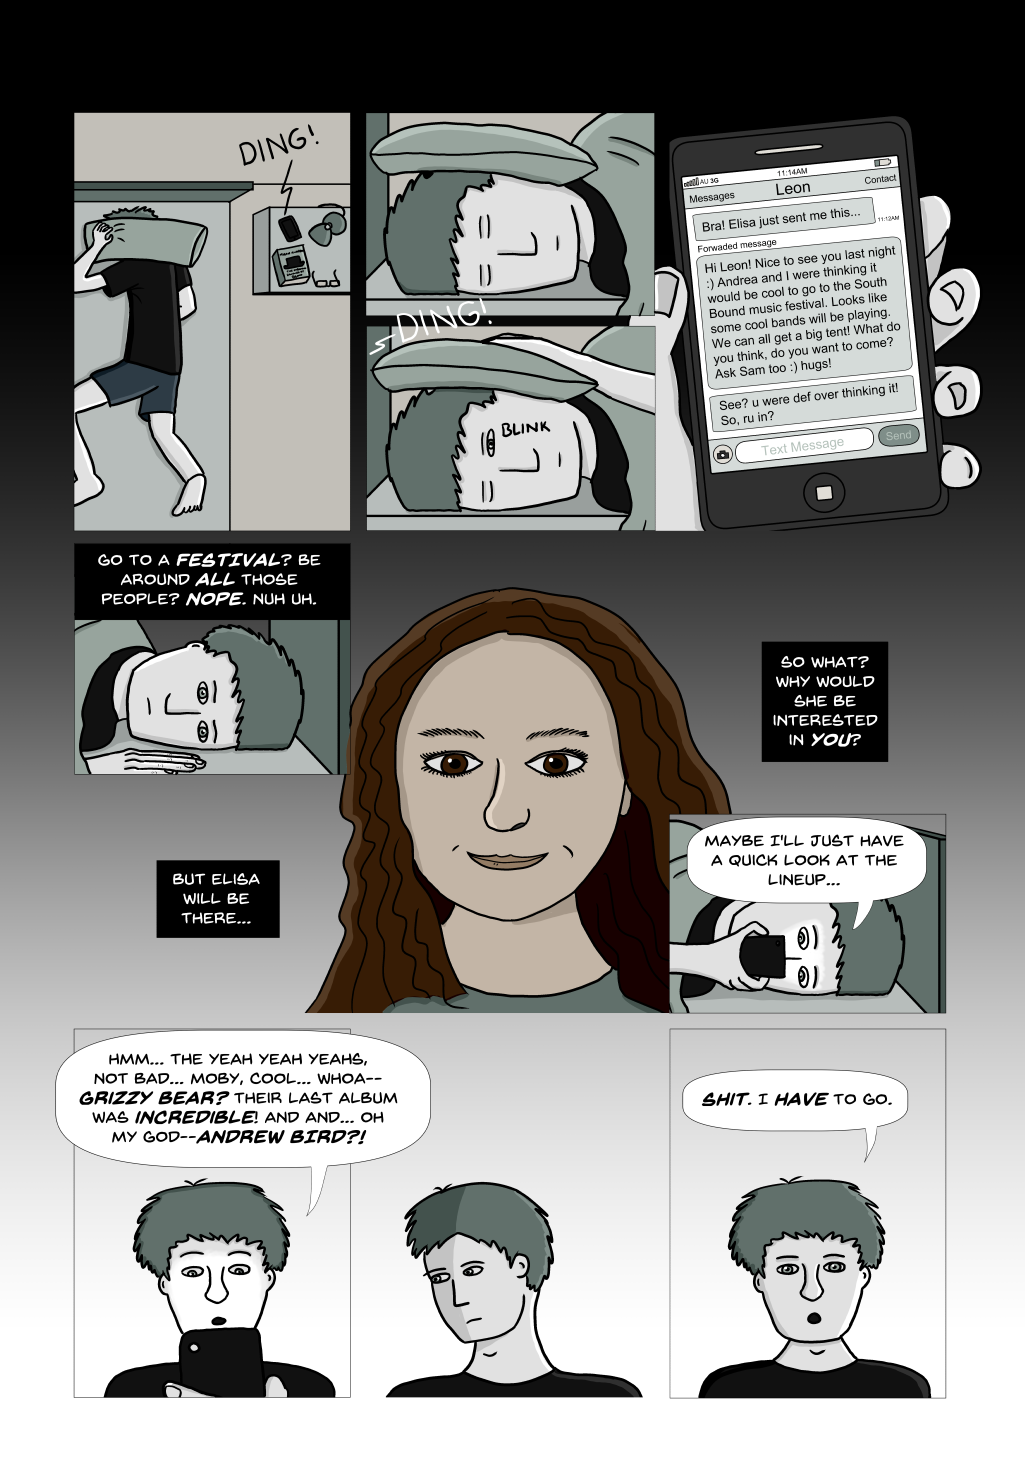 DING!
DING!
BLINK
AU 3G
11:14AM
Messages
Leon
Contact
Bra! Elisa just sent me this...
11:12AM
Forwaded message
Hi Leon! Nice to see you last night
:) Andrea and I were thinking it
would be cool to go to the South
Bound music festival. Looks like
some cool bands will be playing.
We can all get a big tent! What do
you think, do you want to come?
Ask Sam too :) hugs!
See? u were def over thinking it!
So, ru in?
Text Message
Send
GO TO A FESTIVAL? BE
AROUND ALL THOSE
PEOPLE? NOPE. NUH UH.
SO WHAT?
WHY WOULD
SHE BE
INTERESTED
IN YOU?
BUT ELISA
WILL BE
THERE...
MAYBE I'LL JUST HAVE
A QUICK LOOK AT THE
LINEUP...
HMM... THE YEAH YEAH YEAHS,
NOT BAD... MOBY, COOL... WHOA--
GRIZZY BEAR? THEIR LAST ALBUM
WAS INCREDIBLE! AND AND... OH
MY GOD--ANDREW BIRD?!
SHIT. I HAVE TO GO.